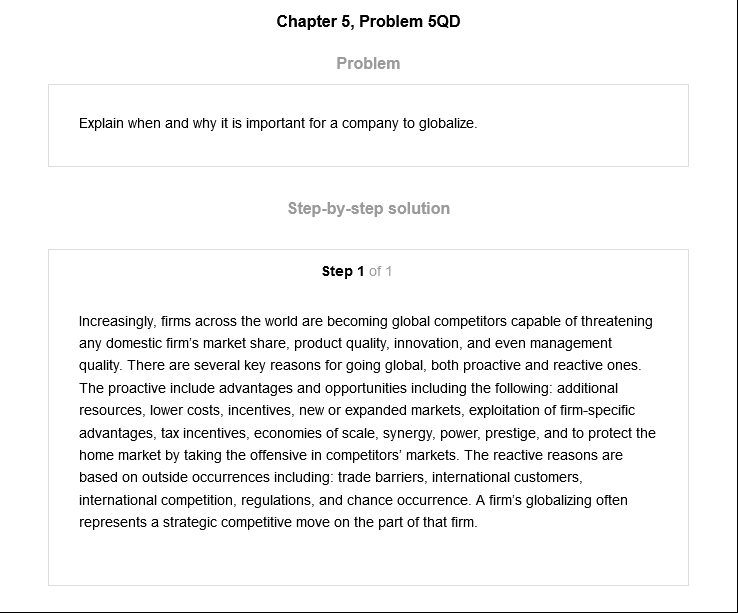 Chapter 5, Problem 5QD
Problem
Explain when and why it is important for a company to globalize.
Step-by-step solution
Step 1 of 1
Increasingly, firms across the world are becoming global competitors capable of threatening
any domestic firm's market share, product quality, innovation, and even management
quality. There are several key reasons for going global, both proactive and reactive ones.
The proactive include advantages and opportunities including the following: additional
resources, lower costs, incentives, new or expanded markets, exploitation of firm-specific
advantages, tax incentives, economies of scale, synergy, power, prestige, and to protect the
home market by taking the offensive in competitors' markets. The reactive reasons are
based on outside occurrences including: trade barriers, international customers,
international competition, regulations, and chance occurrence. A firm's globalizing often
represents a strategic competitive move on the part of that firm.